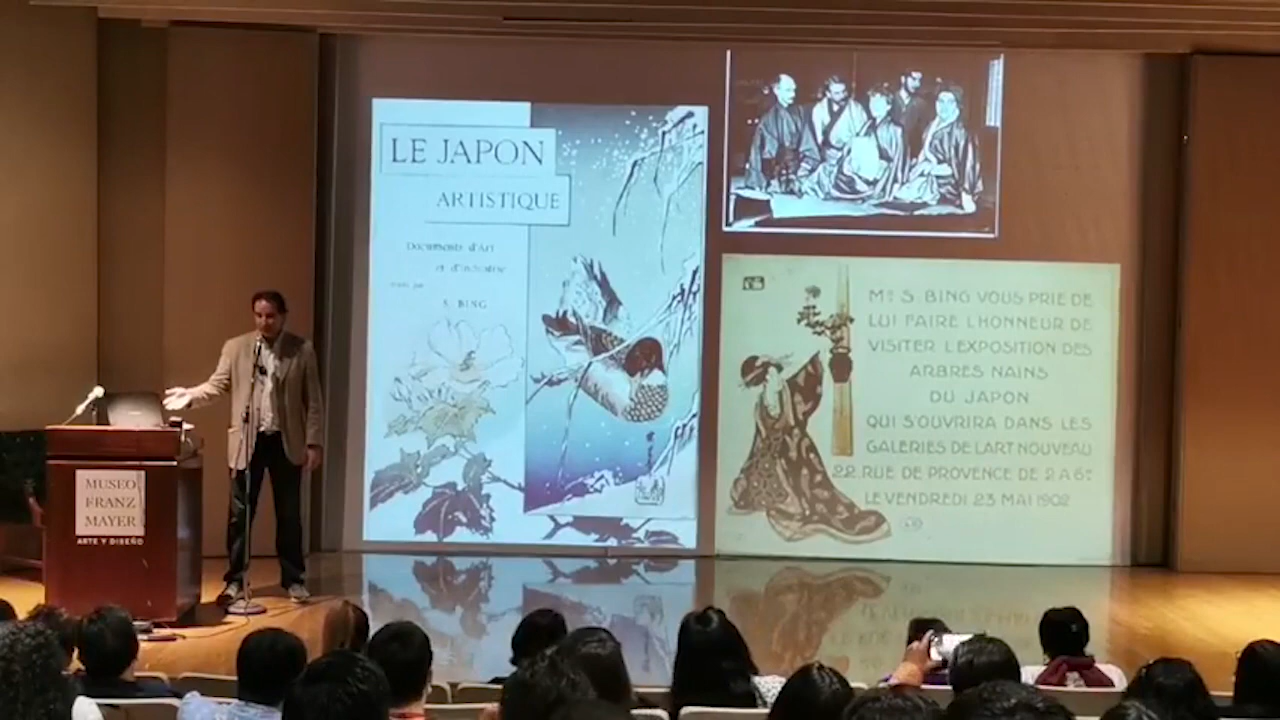 LE JAPON
ARTISTIQUE
Documents d'Art
et d'Industrie
S. BING
MR S. BING VOUS PRIE DE
LUI FAIRE L'HONNEUR DE
VISITER L'EXPOSITION DES
ARBRES NAINS
DU JAPON
QUI S'OUVRIRA DANS LES
GALERIES DE L'ART NOUVEAU
22. RUE DE PROVENCE DE 2 A 6H
LE VENDREDI 23 MAI 1902
MUSEO
FRANZ
MAYER
ARTE Y DISEÑO